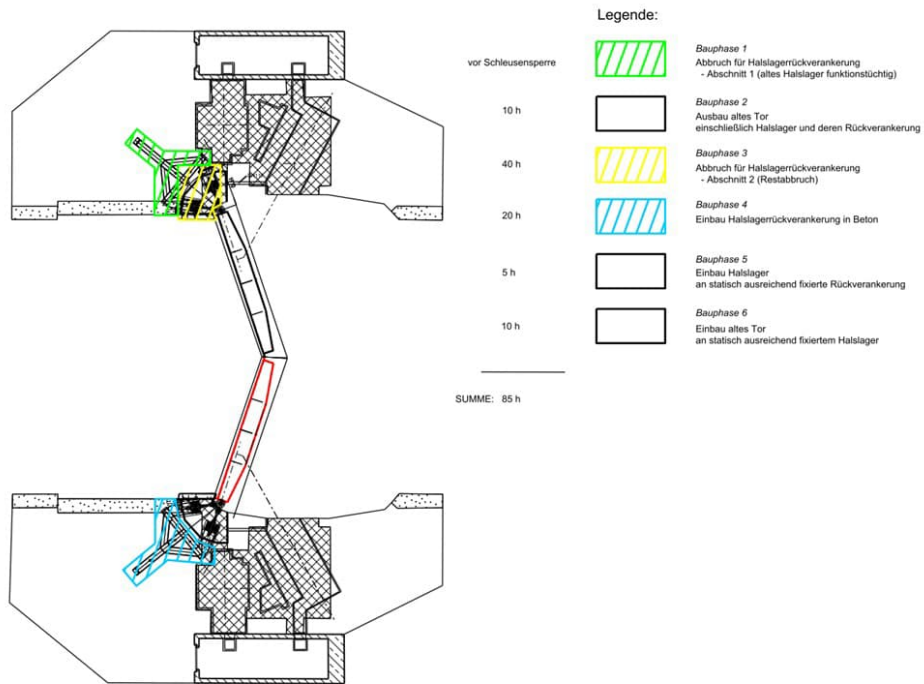 Legende:
vor Schleusensperre
Bauphase 1
Abbruch für Halslagerrückverankerung
- Abschnitt 1 (altes Halslager funktionstüchtig)
10 h
Bauphase 2
Ausbau altes Tor
einschließlich Halslager und deren Rückverankerung
40 h
Bauphase 3
Abbruch für Halslagerrückverankerung
- Abschnitt 2 (Restabbruch)
20 h
Bauphase 4
Einbau Halslagerrückverankerung in Beton
5 h
Bauphase 5
Einbau Halslager
an statisch ausreichend fixierte Rückverankerung
10 h
Bauphase 6
Einbau altes Tor
an statisch ausreichend fixiertem Halslager
SUMME: 85 h